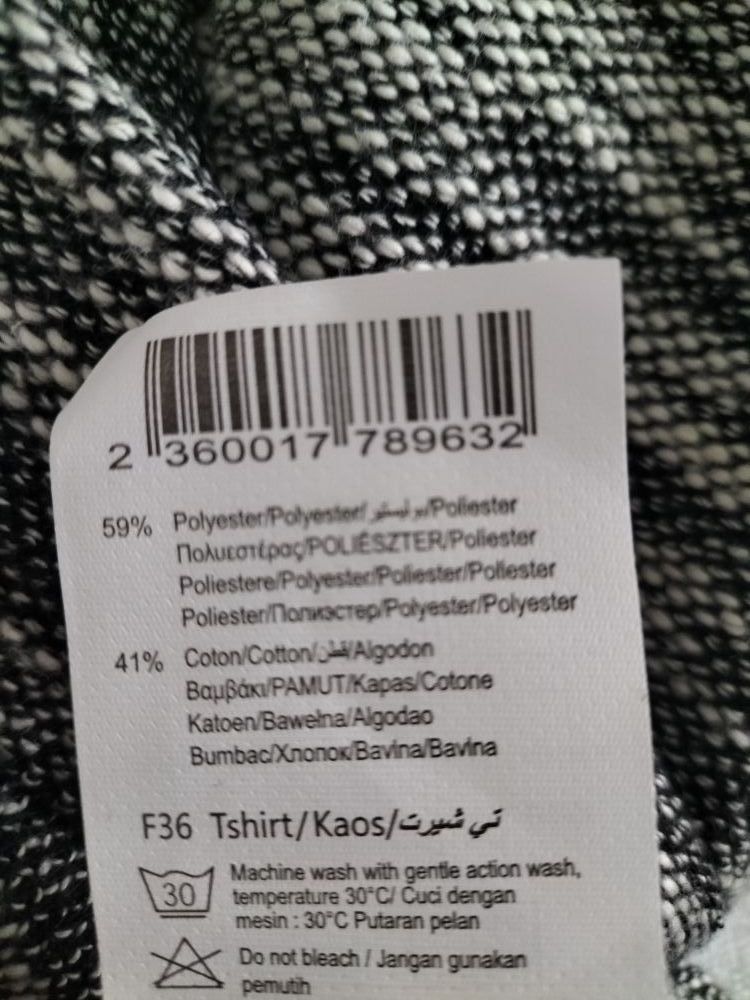 2 360017 789632
59% Polyester/Polyester/بوليستر/Poliester
Πολυεστέρας/POLIÉSZTER/Poliester
Poliestere/Polyester/Poliester/Poliester
Poliester/Полиэстер/Polyester/Polyester
41% Coton/Cotton/قطن/Algodon
Βαμβάκι/PAMUT/Kapas/Cotone
Katoen/Bawełna/Algodao
Bumbac/Хлопок/Bavlna/Bavlna
F36 Tshirt/Kaos/تي شيرت
30 Machine wash with gentle action wash,
temperature 30°C/ Cuci dengan
mesin : 30°C Putaran pelan
Do not bleach / Jangan gunakan
pemutih